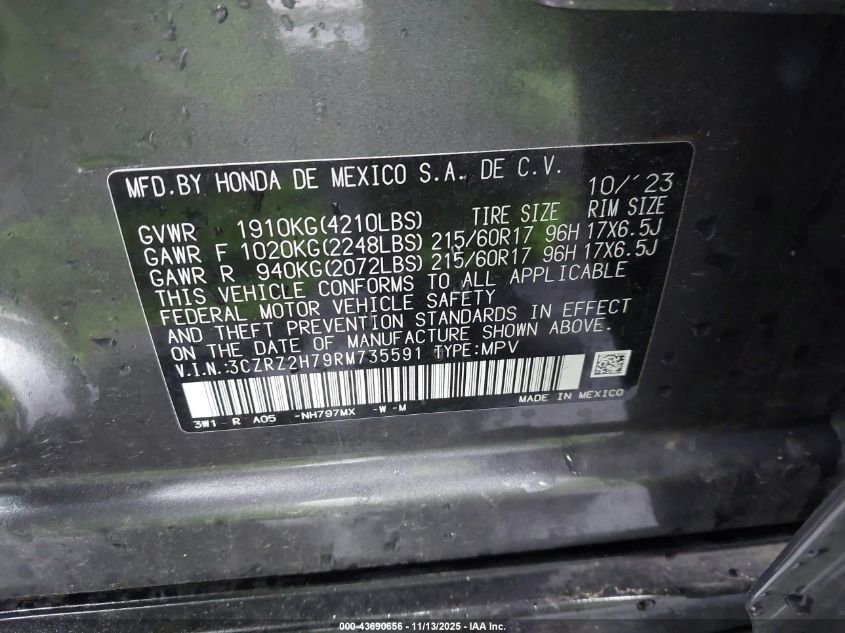 MFD.BY HONDA DE MEXICO S.A. DE C.V. 10/'23
GVWR 1910KG(4210LBS) TIRE SIZE RIM SIZE
GAWR F 1020KG(2248LBS) 215/60R17 96H 17X6.5J
GAWR R 940KG(2072LBS) 215/60R17 96H 17X6.5J
THIS VEHICLE CONFORMS TO ALL APPLICABLE
FEDERAL MOTOR VEHICLE SAFETY
AND THEFT PREVENTION STANDARDS IN EFFECT
ON THE DATE OF MANUFACTURE SHOWN ABOVE.
V.I.N.:3CZRZ2H79RM735591 TYPE:MPV
3W1 - R A05 -NH797MX -W -M MADE IN MEXICO
000-43690656 - 11/13/2025 - IAA Inc.